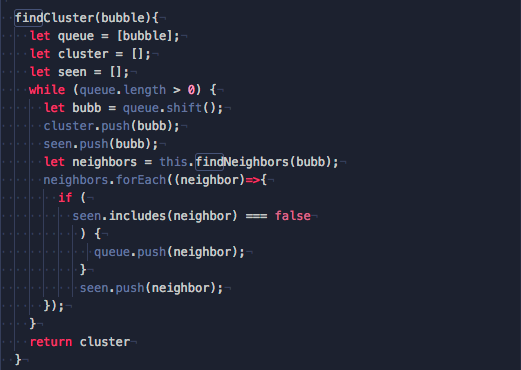 findCluster(bubble){
  let queue = [bubble];
  let cluster = [];
  let seen = [];
  while (queue.length > 0) {
    let bubb = queue.shift();
    cluster.push(bubb);
    seen.push(bubb);
    let neighbors = this.findNeighbors(bubb);
    neighbors.forEach((neighbor)=>{
      if (
        seen.includes(neighbor) === false
         ) {
           queue.push(neighbor);
         }
         seen.push(neighbor);
    });
  }
  return cluster
}